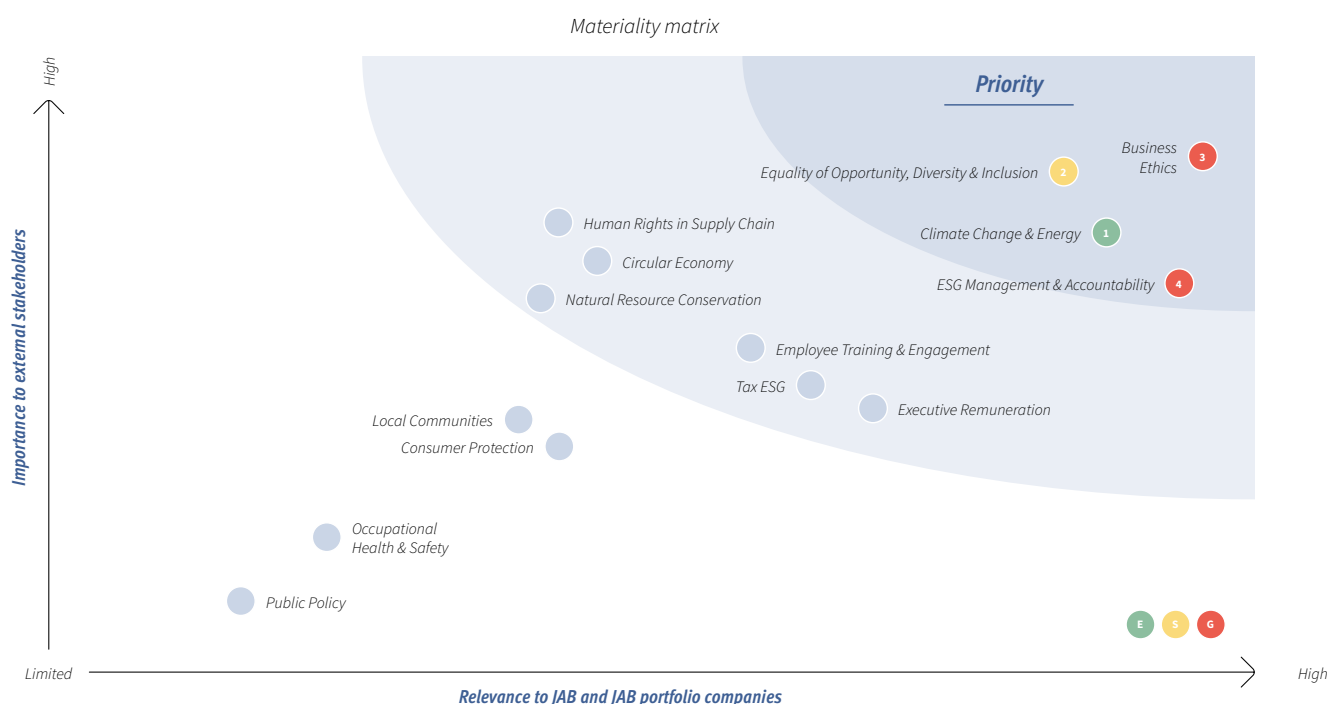 Materiality matrix
High
Priority
Business
Ethics
3
Equality of Opportunity, Diversity & Inclusion
2
Human Rights in Supply Chain
Climate Change & Energy
1
Circular Economy
ESG Management & Accountability
4
Natural Resource Conservation
Importance to external stakeholders
Employee Training & Engagement
Tax ESG
Executive Remuneration
Local Communities
Consumer Protection
Occupational
Health & Safety
Public Policy
E S G
Limited
High
Relevance to JAB and JAB portfolio companies